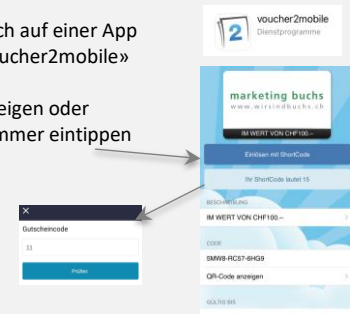 ch auf einer App
ucher2mobile»
eigen oder
mmer eintippen
voucher2mobile
Dienstprogramme
marketing buchs
www.wirsindbuchs.ch
IM WERT VON CHF100.–
Einlösen mit ShortCode
Ihr ShortCode lautet 15
BESCHREIBUNG
IM WERT VON CHF100.–
CODE
SMW8-RCS7-6HG9
QR-Code anzeigen
GÜLTIG BIS
Gutscheincode
Prüfen